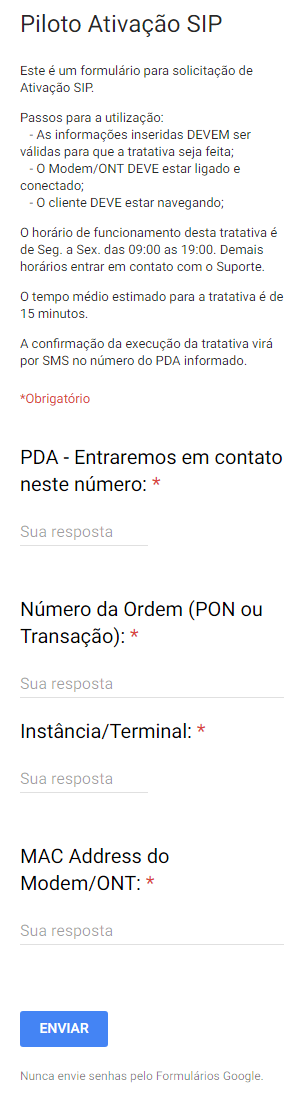 Piloto Ativação SIP
Este é um formulário para solicitação de
Ativação SIP.
Passos para a utilização:
- As informações inseridas DEVEM ser
válidas para que a tratativa seja feita;
- O Modem/ONT DEVE estar ligado e
conectado;
- O cliente DEVE estar navegando;
O horário de funcionamento desta tratativa é
de Seg. a Sex. das 09:00 as 19:00. Demais
horários entrar em contato com o Suporte.
O tempo médio estimado para a tratativa é de
15 minutos.
A confirmação da execução da tratativa virá
por SMS no número do PDA informado.
*Obrigatório
PDA - Entraremos em contato
neste número: *
Sua resposta
Número da Ordem (PON ou
Transação): *
Sua resposta
Instância/Terminal: *
Sua resposta
MAC Address do
Modem/ONT: *
Sua resposta
ENVIAR
Nunca envie senhas pelo Formulários Google.